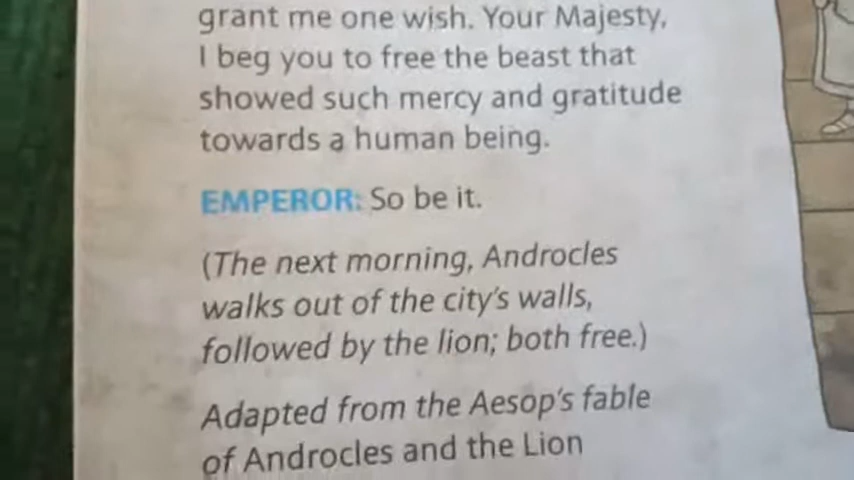 grant me one wish. Your Majesty,
I beg you to free the beast that
showed such mercy and gratitude
towards a human being.
EMPEROR: So be it.
(The next morning, Androcles
walks out of the city's walls,
followed by the lion; both free.)
Adapted from the Aesop's fable
of Androcles and the Lion